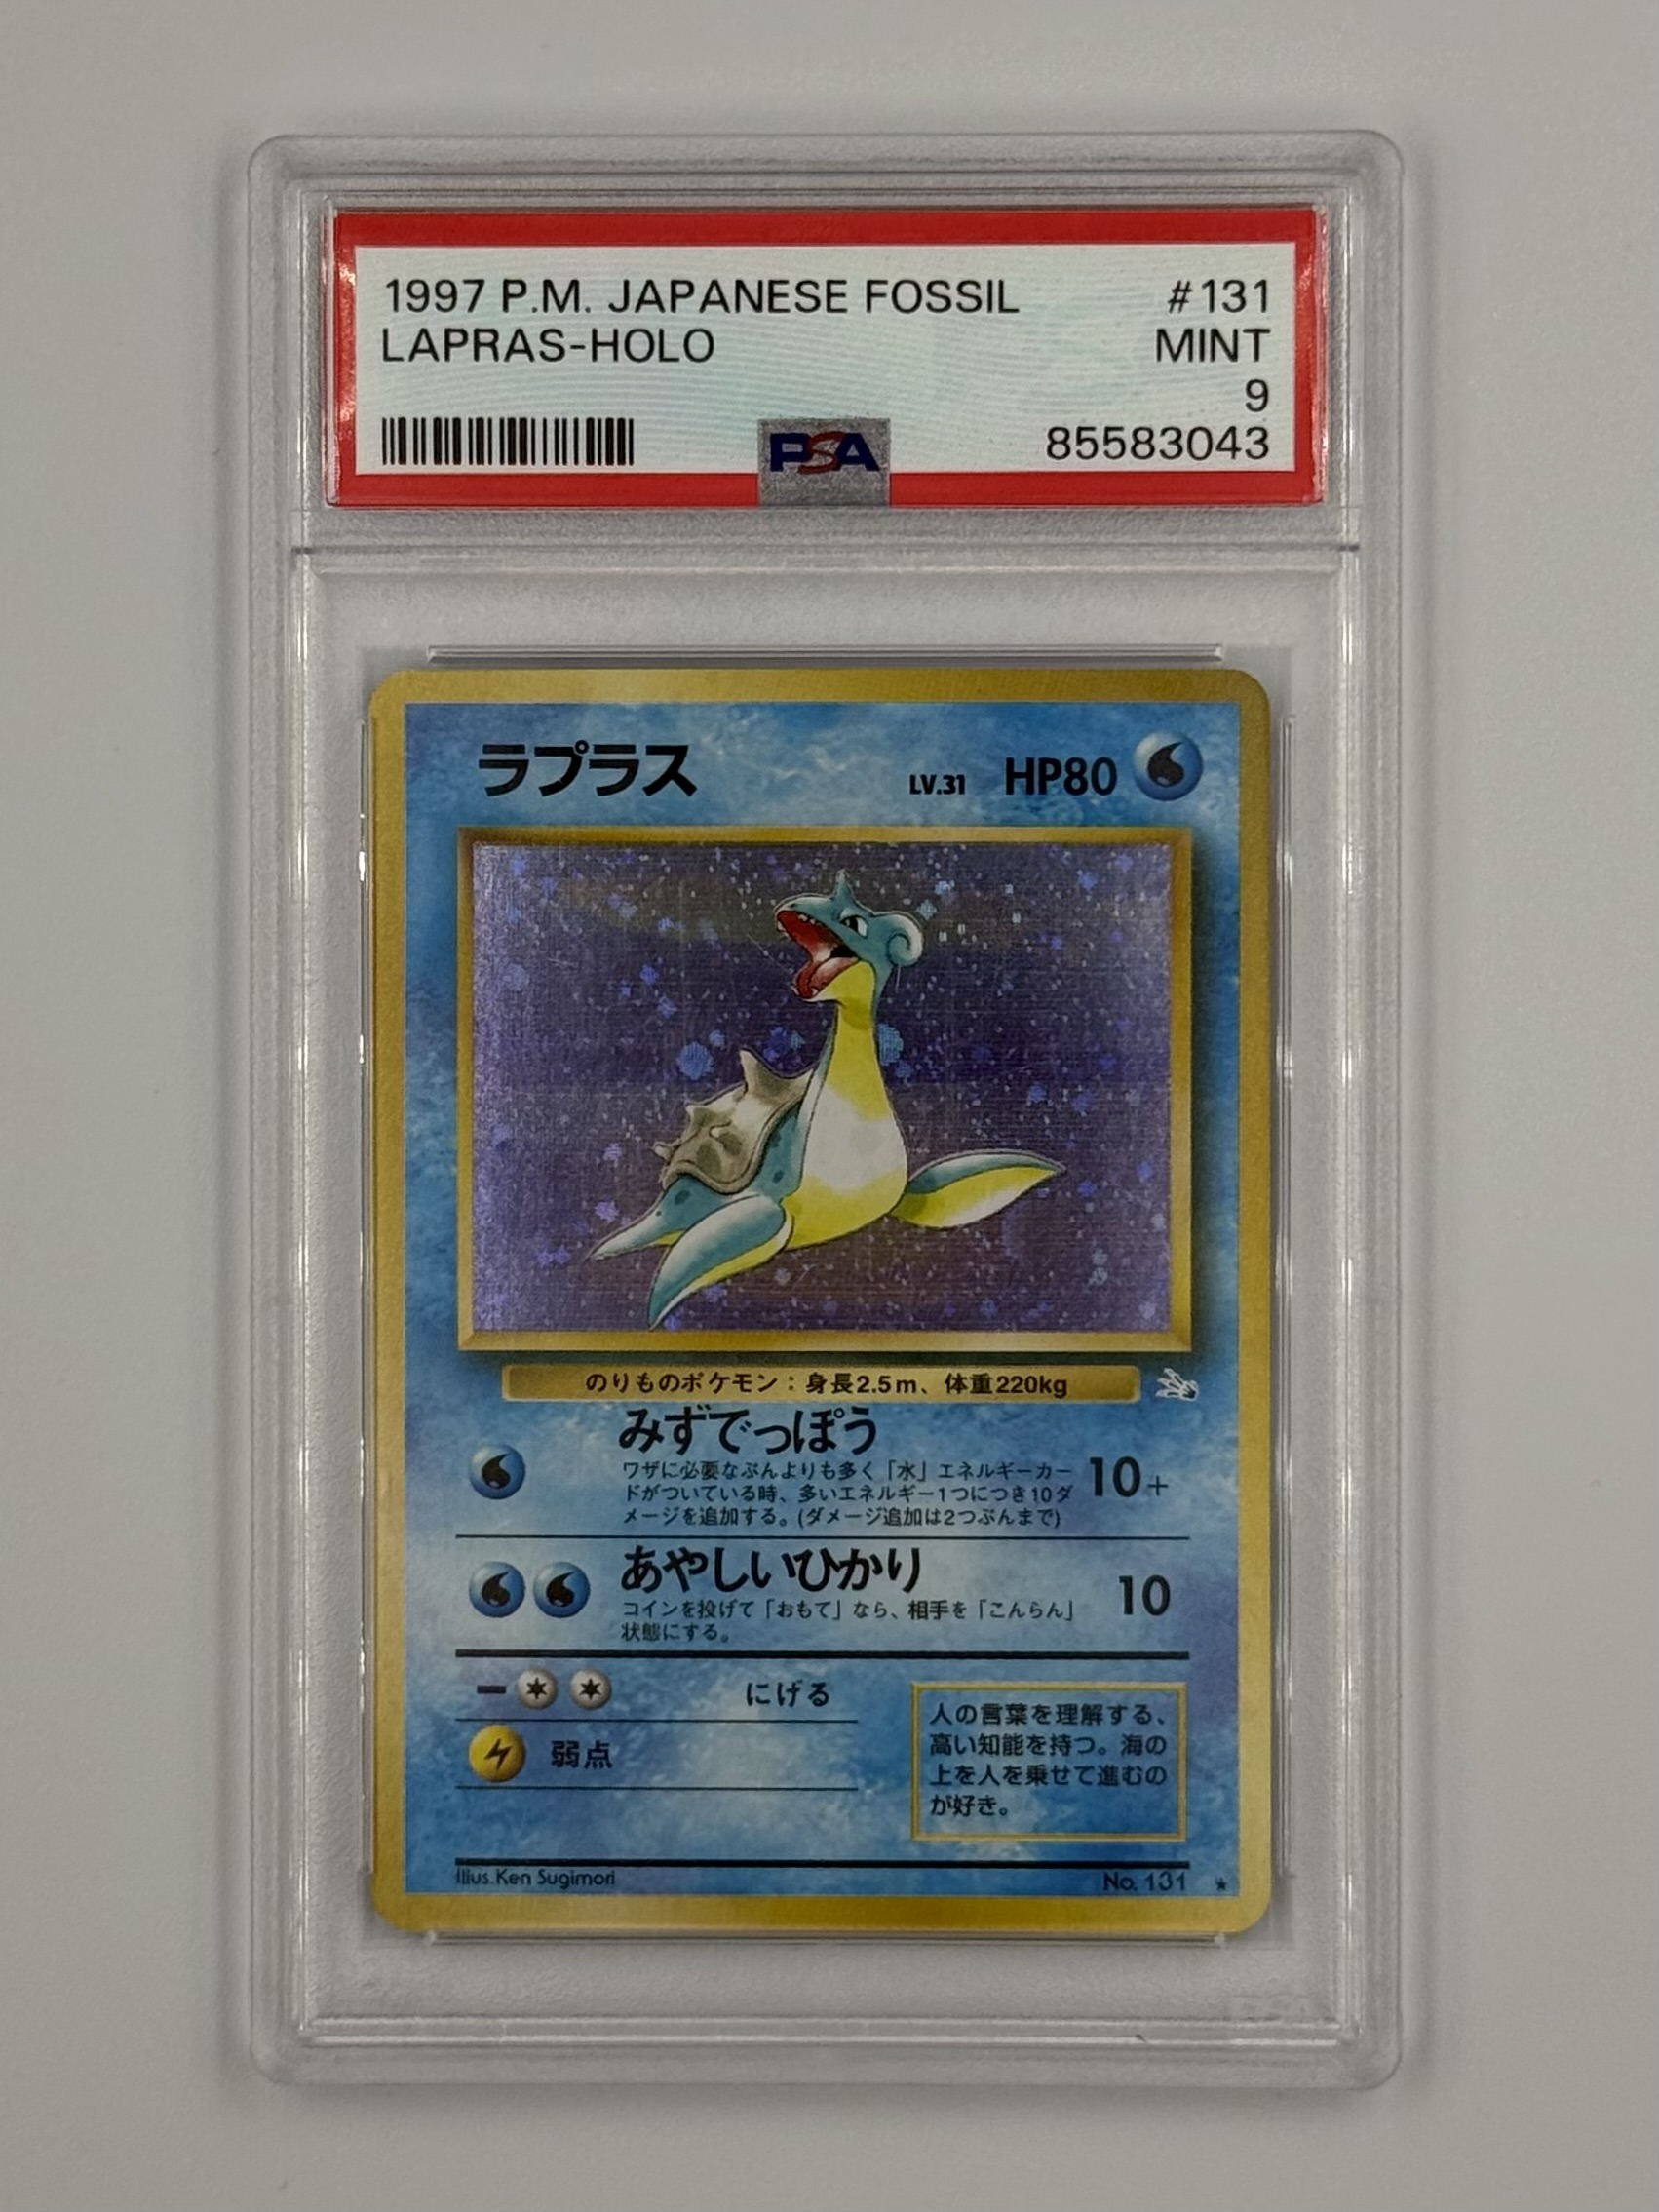 1997 P.M. JAPANESE FOSSIL #131
LAPRAS-HOLO MINT
9
PSA 85583043
ラプラス LV.31 HP80
のりものポケモン：身長2.5m、体重220kg
みずでっぽう
ワザに必要なぶんよりも多く「水」エネルギーカー
ドがついている時、多いエネルギー1つにつき10ダ
メージを追加する。(ダメージ追加は2つぶんまで)
10+
あやしいひかり
コインを投げて「おもて」なら、相手を「こんらん」
状態にする。
10
にげる
弱点
人の言葉を理解する、
高い知能を持つ。海の
上を人を乗せて進むの
が好き。
Illus.Ken Sugimori No. 131 ★
PSA